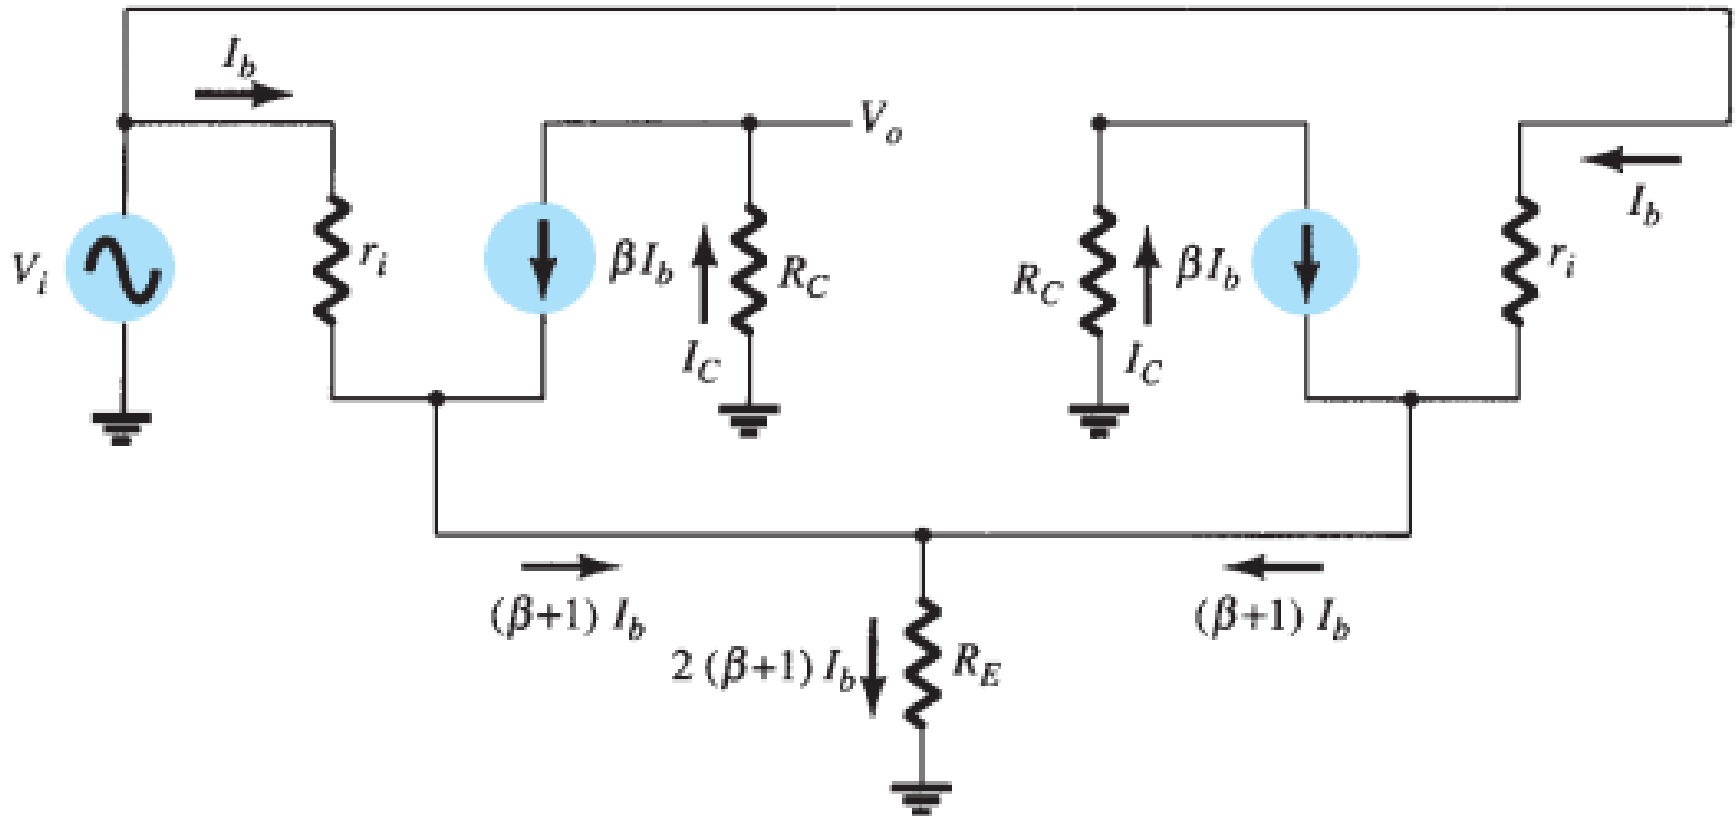 I_b
V_o
I_b
V_i
r_i
βI_b
R_C
R_C
βI_b
r_i
I_C
I_C
(β+1) I_b
(β+1) I_b
2 (β+1) I_b
R_E